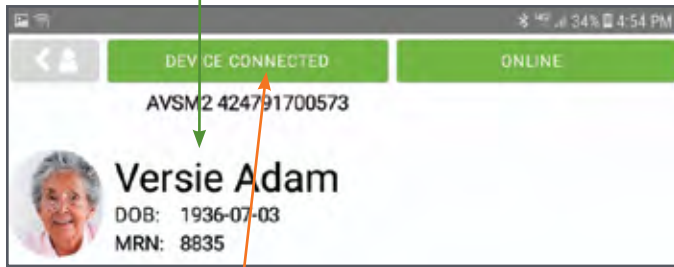 34% 4:54 PM
DEVICE CONNECTED ONLINE
AVSM2 424791700573
Versie Adam
DOB: 1936-07-03
MRN: 8835